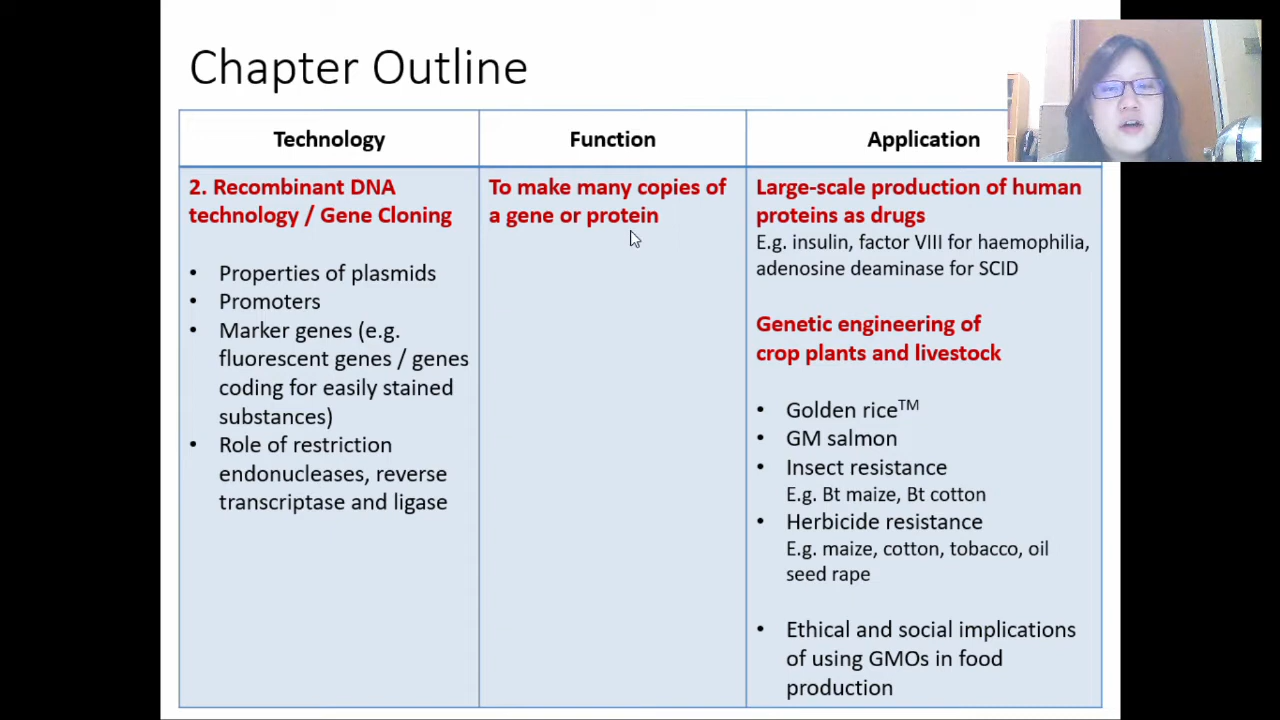 Chapter Outline
Technology
Function
Application
2. Recombinant DNA
technology / Gene Cloning
• Properties of plasmids
• Promoters
• Marker genes (e.g.
fluorescent genes / genes
coding for easily stained
substances)
• Role of restriction
endonucleases, reverse
transcriptase and ligase
To make many copies of
a gene or protein
Large-scale production of human
proteins as drugs
E.g. insulin, factor VIII for haemophilia,
adenosine deaminase for SCID
Genetic engineering of
crop plants and livestock
• Golden rice™
• GM salmon
• Insect resistance
E.g. Bt maize, Bt cotton
• Herbicide resistance
E.g. maize, cotton, tobacco, oil
seed rape
• Ethical and social implications
of using GMOs in food
production